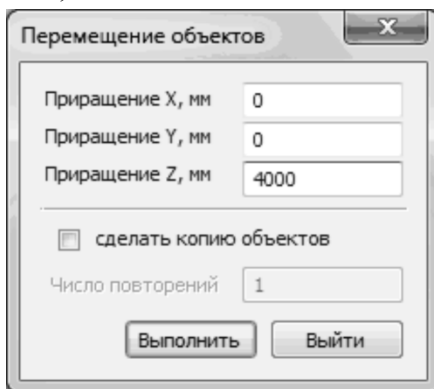 Перемещение объектов
Приращение X, мм 0
Приращение Y, мм 0
Приращение Z, мм 4000
сделать копию объектов
Число повторений 1
Выполнить Выйти